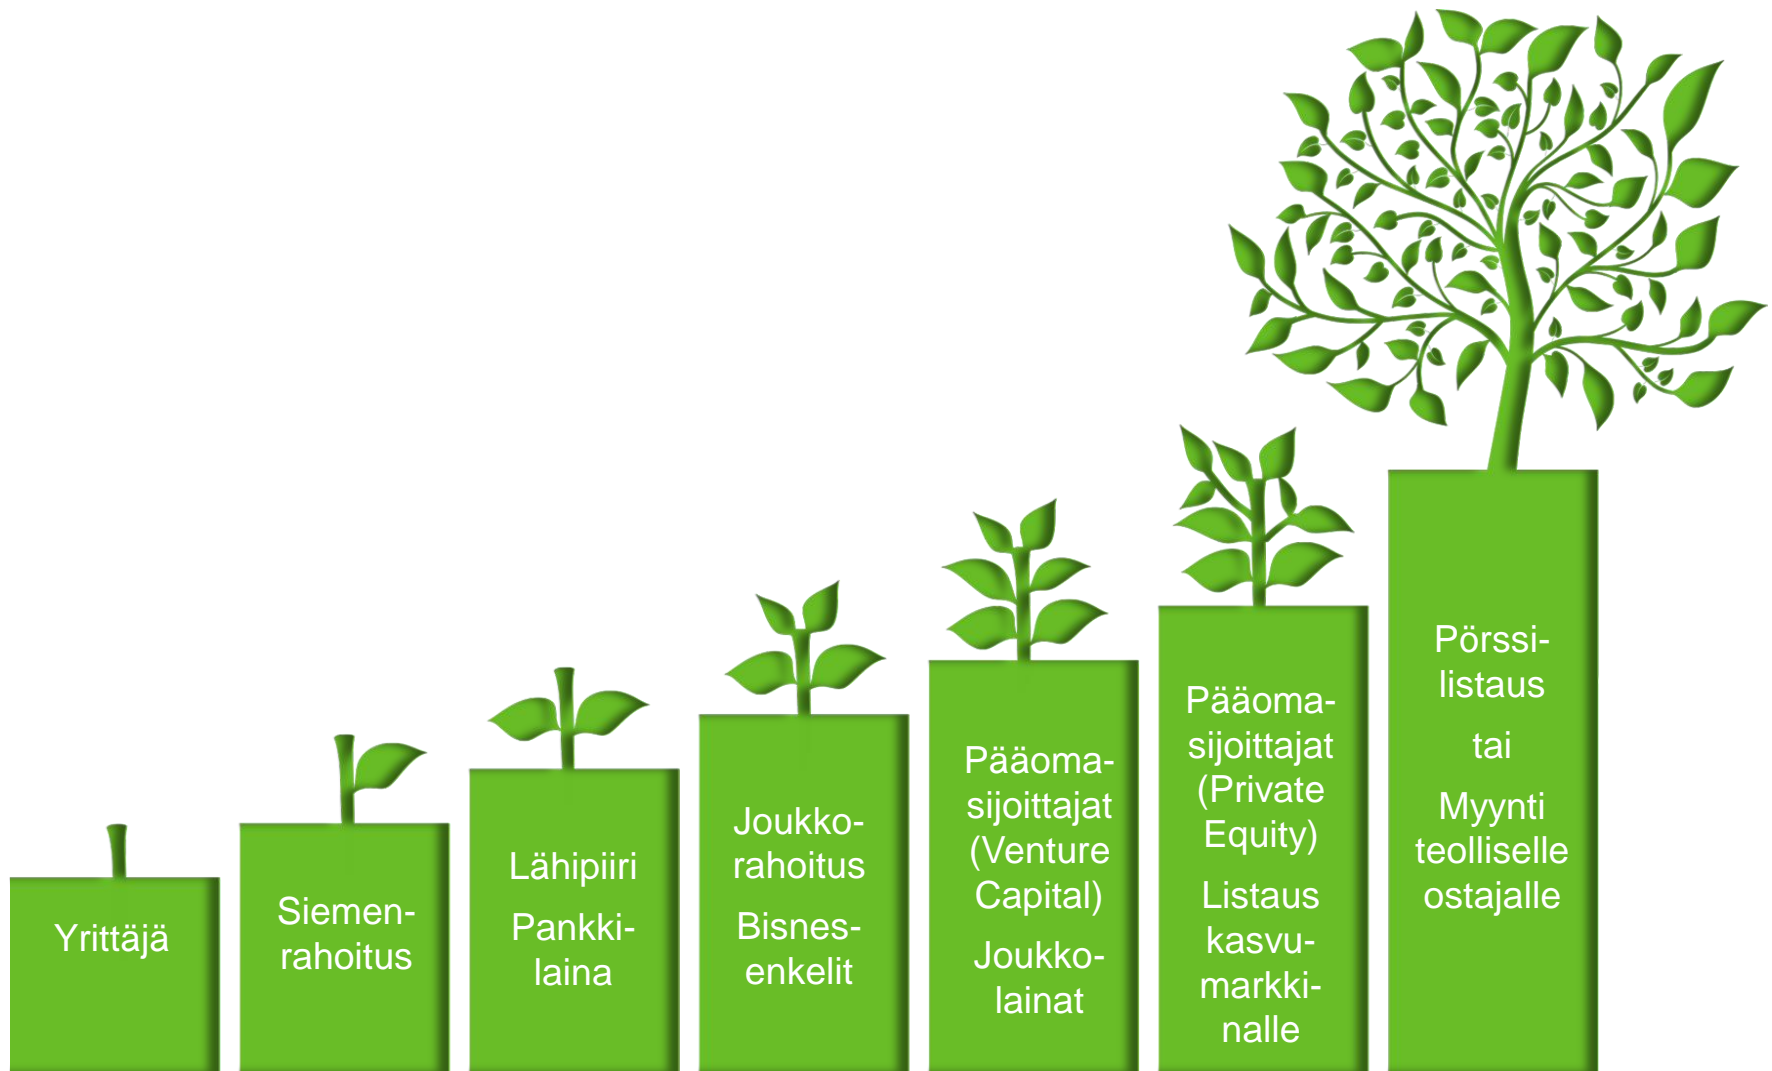 Yrittäjä
Siemen-
rahoitus
Lähipiiri
Pankki-
laina
Joukko-
rahoitus
Bisnes-
enkelit
Pääoma-
sijoittajat
(Venture
Capital)
Joukko-
lainat
Pääoma-
sijoittajat
(Private
Equity)
Listaus
kasvu-
markki-
nalle
Pörssi-
listaus
tai
Myynti
teolliselle
ostajalle